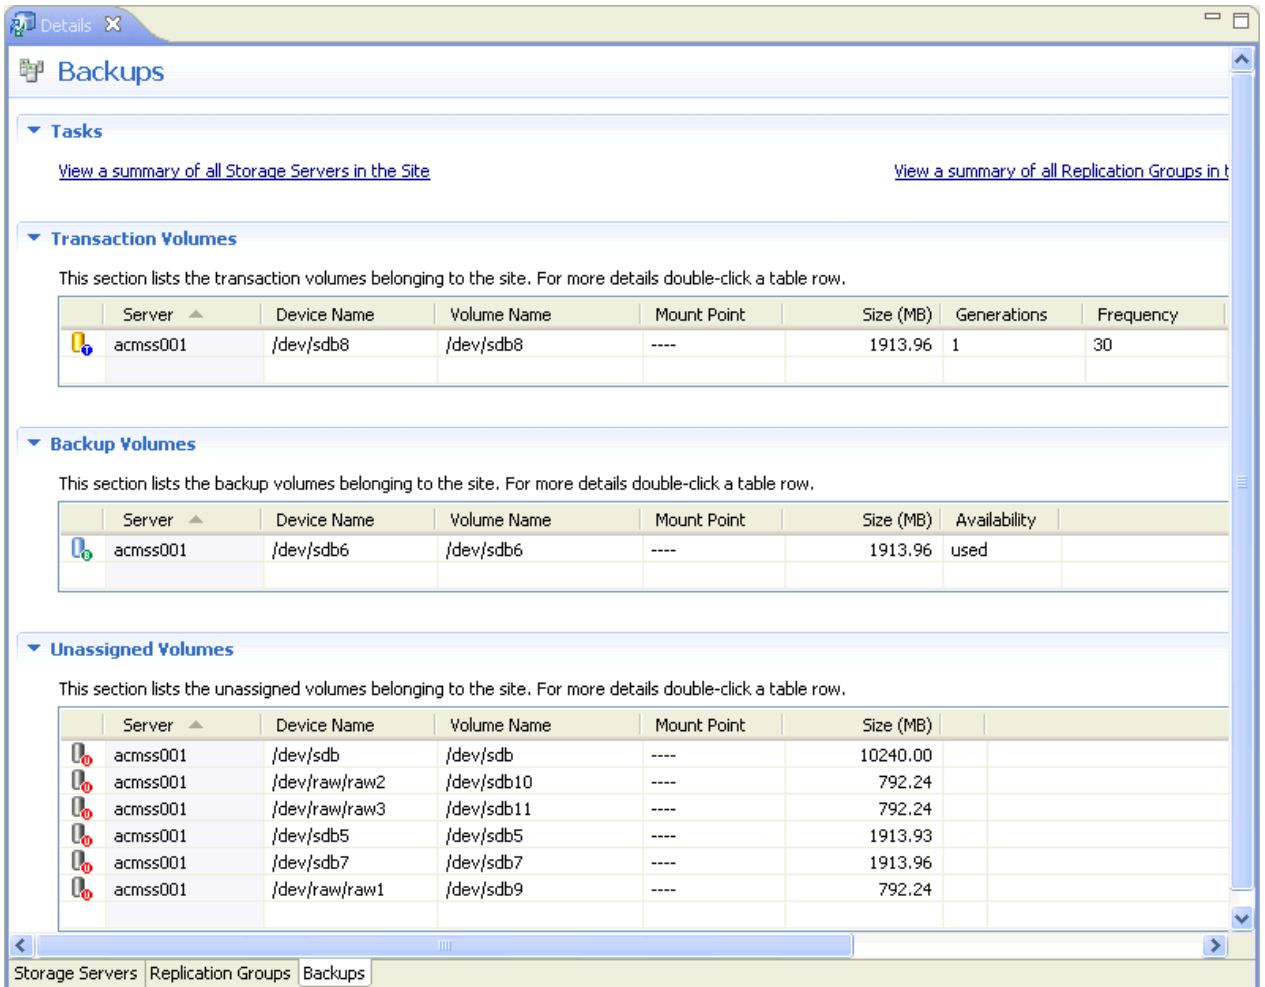 Details
Backups
Tasks
View a summary of all Storage Servers in the Site View a summary of all Replication Groups in t
Transaction Volumes
This section lists the transaction volumes belonging to the site. For more details double-click a table row.
Server Device Name Volume Name Mount Point Size (MB) Generations Frequency
acmss001 /dev/sdb8 /dev/sdb8 ---- 1913.96 1 30
Backup Volumes
This section lists the backup volumes belonging to the site. For more details double-click a table row.
Server Device Name Volume Name Mount Point Size (MB) Availability
acmss001 /dev/sdb6 /dev/sdb6 ---- 1913.96 used
Unassigned Volumes
This section lists the unassigned volumes belonging to the site. For more details double-click a table row.
Server Device Name Volume Name Mount Point Size (MB)
acmss001 /dev/sdb /dev/sdb ---- 10240.00
acmss001 /dev/raw/raw2 /dev/sdb10 ---- 792.24
acmss001 /dev/raw/raw3 /dev/sdb11 ---- 792.24
acmss001 /dev/sdb5 /dev/sdb5 ---- 1913.93
acmss001 /dev/sdb7 /dev/sdb7 ---- 1913.96
acmss001 /dev/raw/raw1 /dev/sdb9 ---- 792.24
Storage Servers Replication Groups Backups